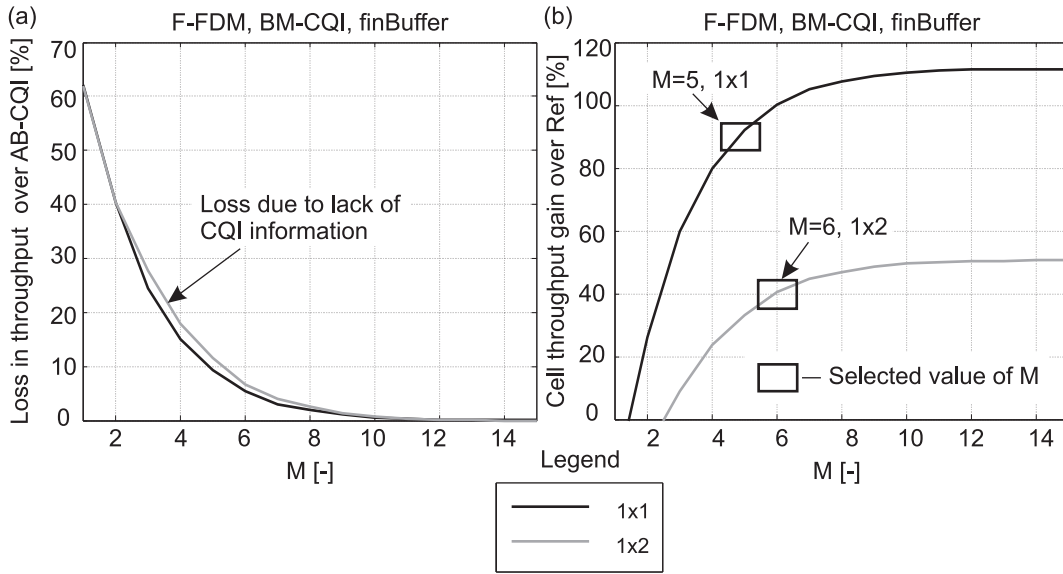 (a)
F-FDM, BM-CQI, finBuffer
Loss in throughput over AB-CQI [%]
70
60
50
40
30
20
10
0
Loss due to lack of
CQI information
2
4
6
8
10
12
14
M [-]
(b)
F-FDM, BM-CQI, finBuffer
Cell throughput gain over Ref [%]
120
100
80
60
40
20
0
M=5, 1x1
M=6, 1x2
Selected value of M
2
4
6
8
10
12
14
M [-]
Legend
1x1
1x2